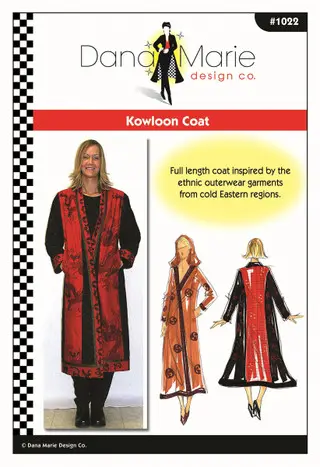 #1022
Dana Marie
design co.
Kowloon Coat
Full length coat inspired by the
ethnic outerwear garments
from cold Eastern regions.
© Dana Marie Design Co.